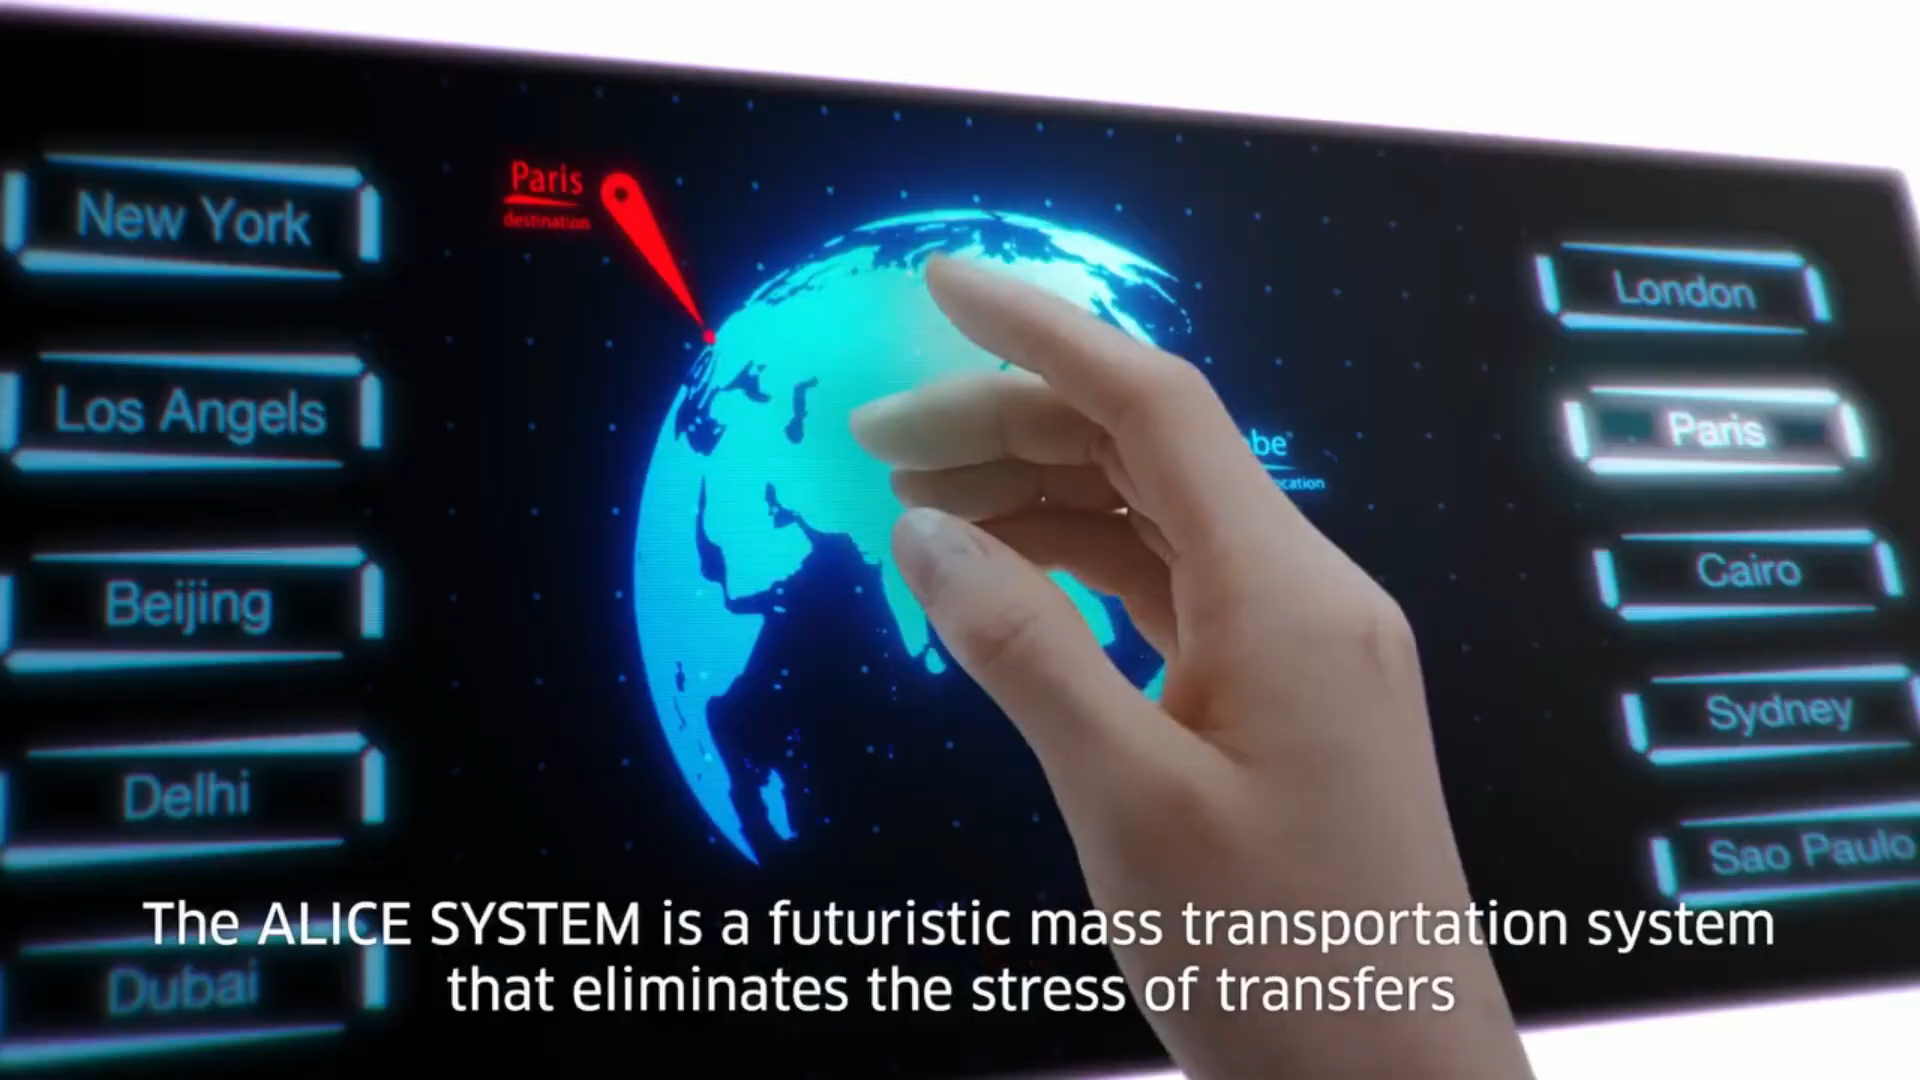 New York
Los Angels
Beijing
Delhi
Dubai
Paris
destination
London
Paris
Cairo
Sydney
Sao Paulo
The ALICE SYSTEM is a futuristic mass transportation system
that eliminates the stress of transfers